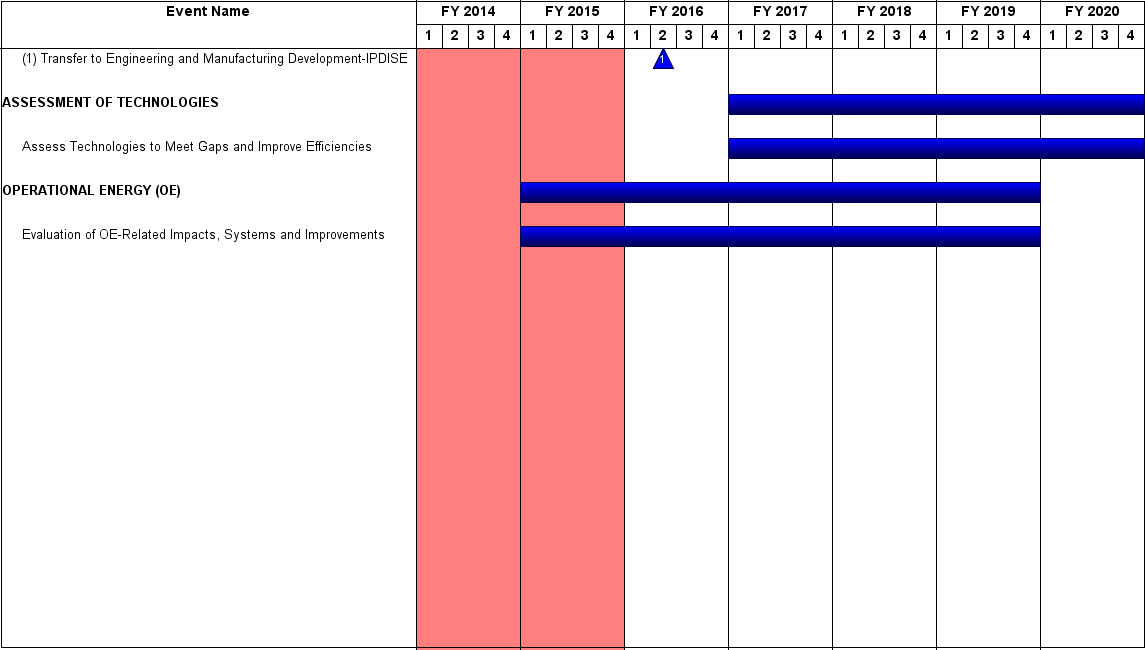 Event Name FY 2014 FY 2015 FY 2016 FY 2017 FY 2018 FY 2019 FY 2020
1 2 3 4 1 2 3 4 1 2 3 4 1 2 3 4 1 2 3 4 1 2 3 4 1 2 3 4
(1) Transfer to Engineering and Manufacturing Development-IPDISE 1
ASSESSMENT OF TECHNOLOGIES
Assess Technologies to Meet Gaps and Improve Efficiencies
OPERATIONAL ENERGY (OE)
Evaluation of OE-Related Impacts, Systems and Improvements